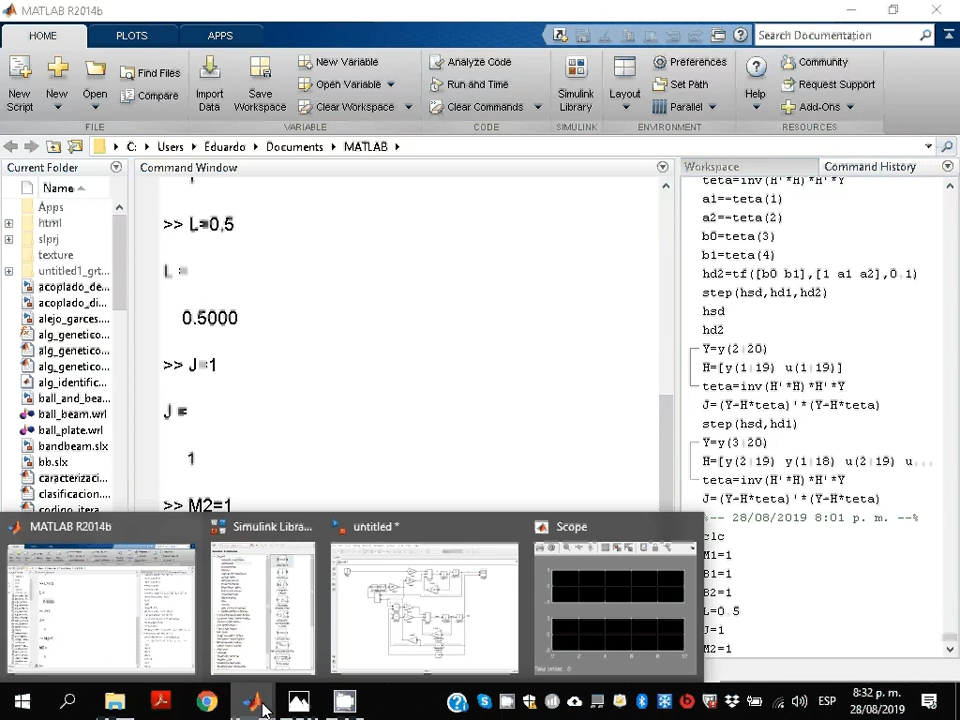 MATLAB R2014b
HOME
PLOTS
APPS
Search Documentation
New Script
New
Open
Find Files
Compare
Import Data
Save Workspace
New Variable
Open Variable
Clear Workspace
Analyze Code
Run and Time
Clear Commands
Simulink Library
Layout
Preferences
Set Path
Parallel
Help
Community
Request Support
Add-Ons
FILE
VARIABLE
CODE
SIMULINK
ENVIRONMENT
RESOURCES
C: Users Eduardo Documents MATLAB
Current Folder
Name
Apps
html
slprj
texture
untitled1_grt...
acoplado_de...
acoplado_di...
alejo_garces....
alg_genetico...
alg_genetico...
alg_genetico...
alg_identific...
ball_and_bea...
ball_beam.wrl
ball_plate.wrl
bandbeam.slx
bb.slx
caracterizaci...
clasificacion....
codigo_itera...
Command Window
>> L=0.5
L =
0.5000
>> J=1
J =
1
>> M2=1
Workspace
Command History
teta=inv(H'*H)*H'*Y
a1=-teta(1)
a2=-teta(2)
b0=teta(3)
b1=teta(4)
hd2=tf([b0 b1],[1 a1 a2],0.1)
step(hsd,hd1,hd2)
hsd
hd2
Y=y(2:20)
H=[y(1:19) u(1:19)]
teta=inv(H'*H)*H'*Y
J=(Y-H*teta)'*(Y-H*teta)
step(hsd,hd1)
Y=y(3:20)
H=[y(2:19) y(1:18) u(2:19) u...
teta=inv(H'*H)*H'*Y
J=(Y-H*teta)'*(Y-H*teta)
%-- 28/08/2019 8:01 p. m. --%
clc
M1=1
B1=1
B2=1
L=0.5
J=1
M2=1
MATLAB R2014b
Simulink Libra...
untitled *
Scope
ESP
8:32 p. m.
28/08/2019